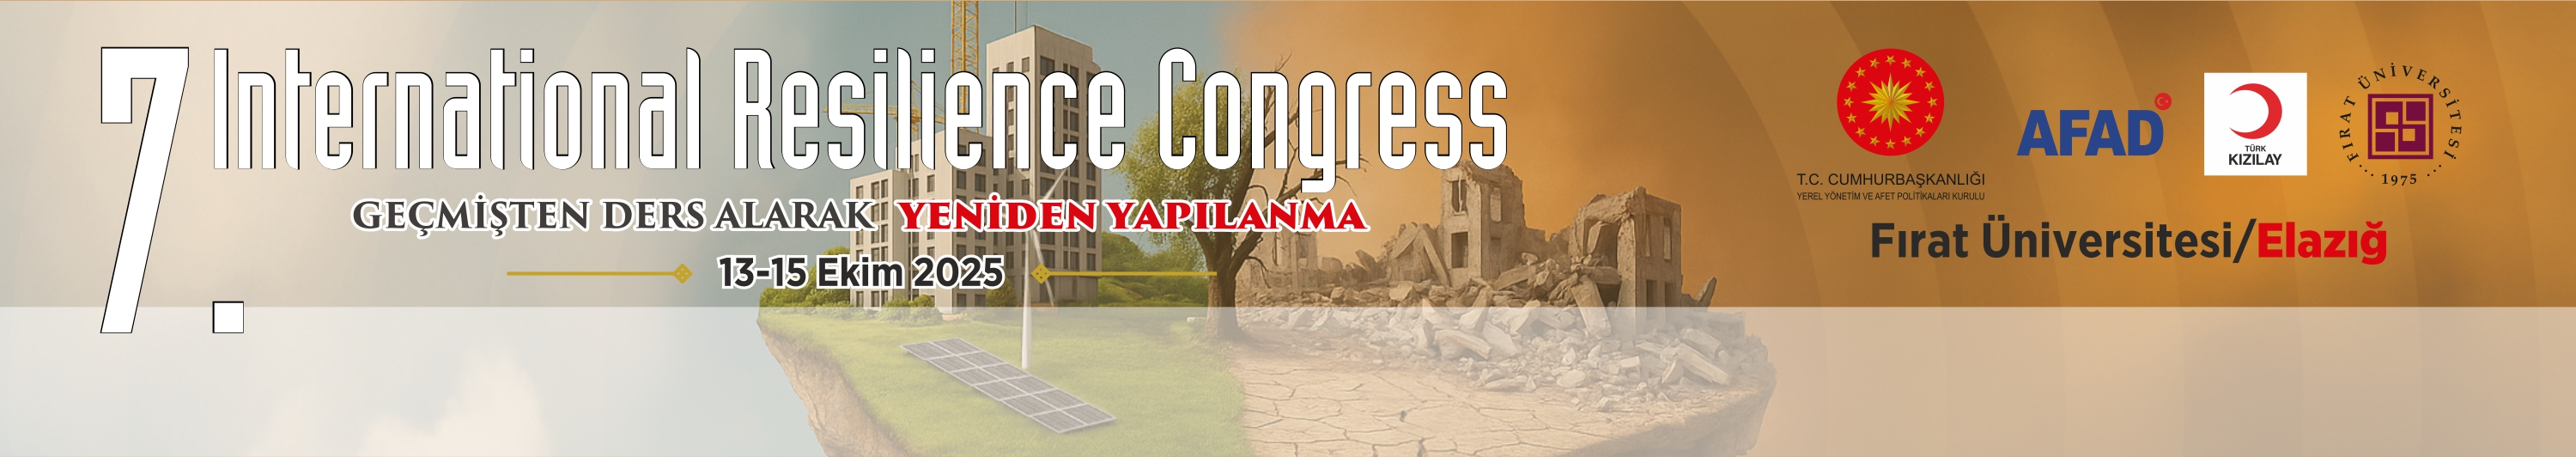 7. International Resilience Congress
GEÇMİŞTEN DERS ALARAK YENİDEN YAPILANMA
13-15 Ekim 2025
T.C. CUMHURBAŞKANLIĞI
YEREL YÖNETİM VE AFET POLİTİKALARI KURULU
AFAD
TÜRK
KIZILAY
FIRAT ÜNİVERSİTESİ
1975
Fırat Üniversitesi/Elazığ